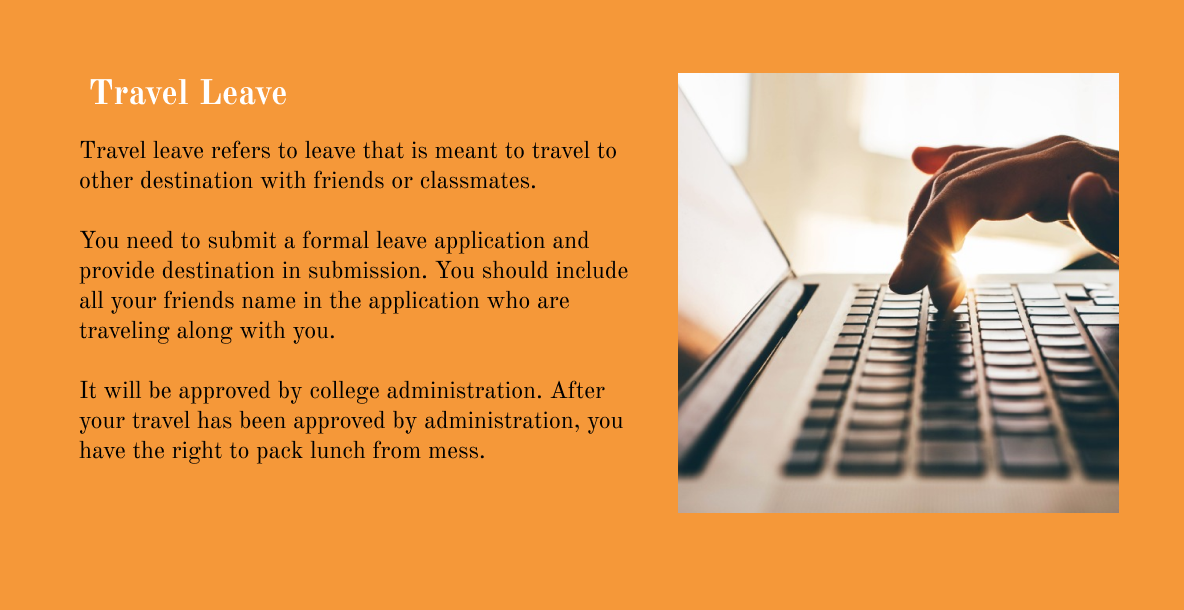 Travel Leave
Travel leave refers to leave that is meant to travel to
other destination with friends or classmates.
You need to submit a formal leave application and
provide destination in submission. You should include
all your friends name in the application who are
traveling along with you.
It will be approved by college administration. After
your travel has been approved by administration, you
have the right to pack lunch from mess.